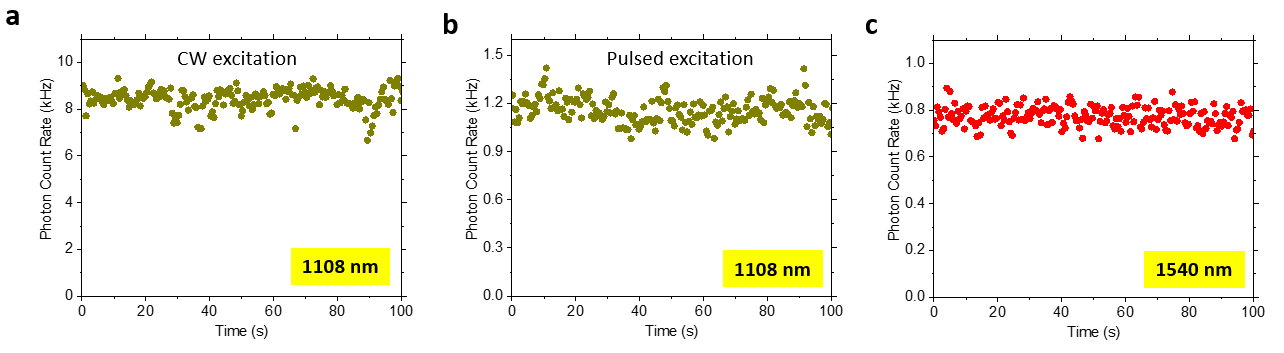 a
CW excitation
Photon Count Rate (kHz)
10
8
6
4
2
0
0 20 40 60 80 100
Time (s)
1108 nm
b
Pulsed excitation
Photon Count Rate (kHz)
1.5
1.2
0.9
0.6
0.3
0.0
0 20 40 60 80 100
Time (s)
1108 nm
c
Photon Count Rate (kHz)
1.0
0.8
0.6
0.4
0.2
0.0
0 20 40 60 80 100
Time (s)
1540 nm